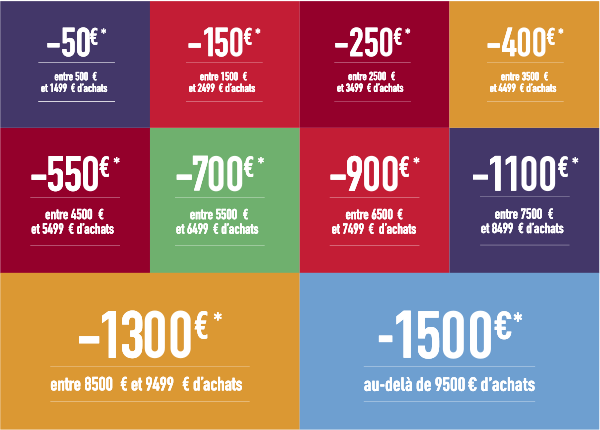 -50€*
entre 500 €
et 1499 € d'achats
-150€*
entre 1500 €
et 2499 € d'achats
-250€*
entre 2500 €
et 3499 € d'achats
-400€*
entre 3500 €
et 4499 € d'achats
-550€*
entre 4500 €
et 5499 € d'achats
-700€*
entre 5500 €
et 6499 € d'achats
-900€*
entre 6500 €
et 7499 € d'achats
-1100€*
entre 7500 €
et 8499 € d'achats
-1300€*
entre 8500 € et 9499 € d'achats
-1500€*
au-delà de 9500 € d'achats